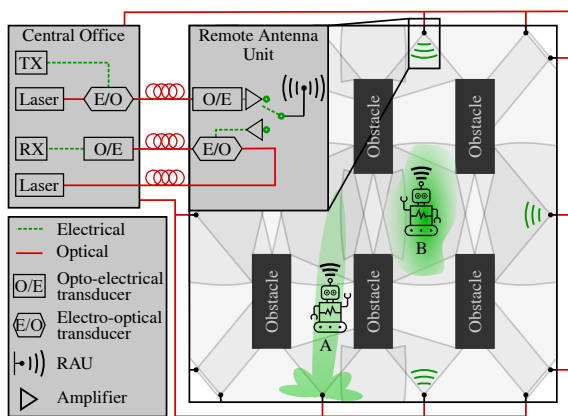 Central Office
TX
Laser
E/O
RX
O/E
Laser
Remote Antenna
Unit
O/E
E/O
Electrical
Optical
O/E
Opto-electrical
transducer
E/O
Electro-optical
transducer
RAU
Amplifier
Obstacle
Obstacle
B
Obstacle
Obstacle
Obstacle
A